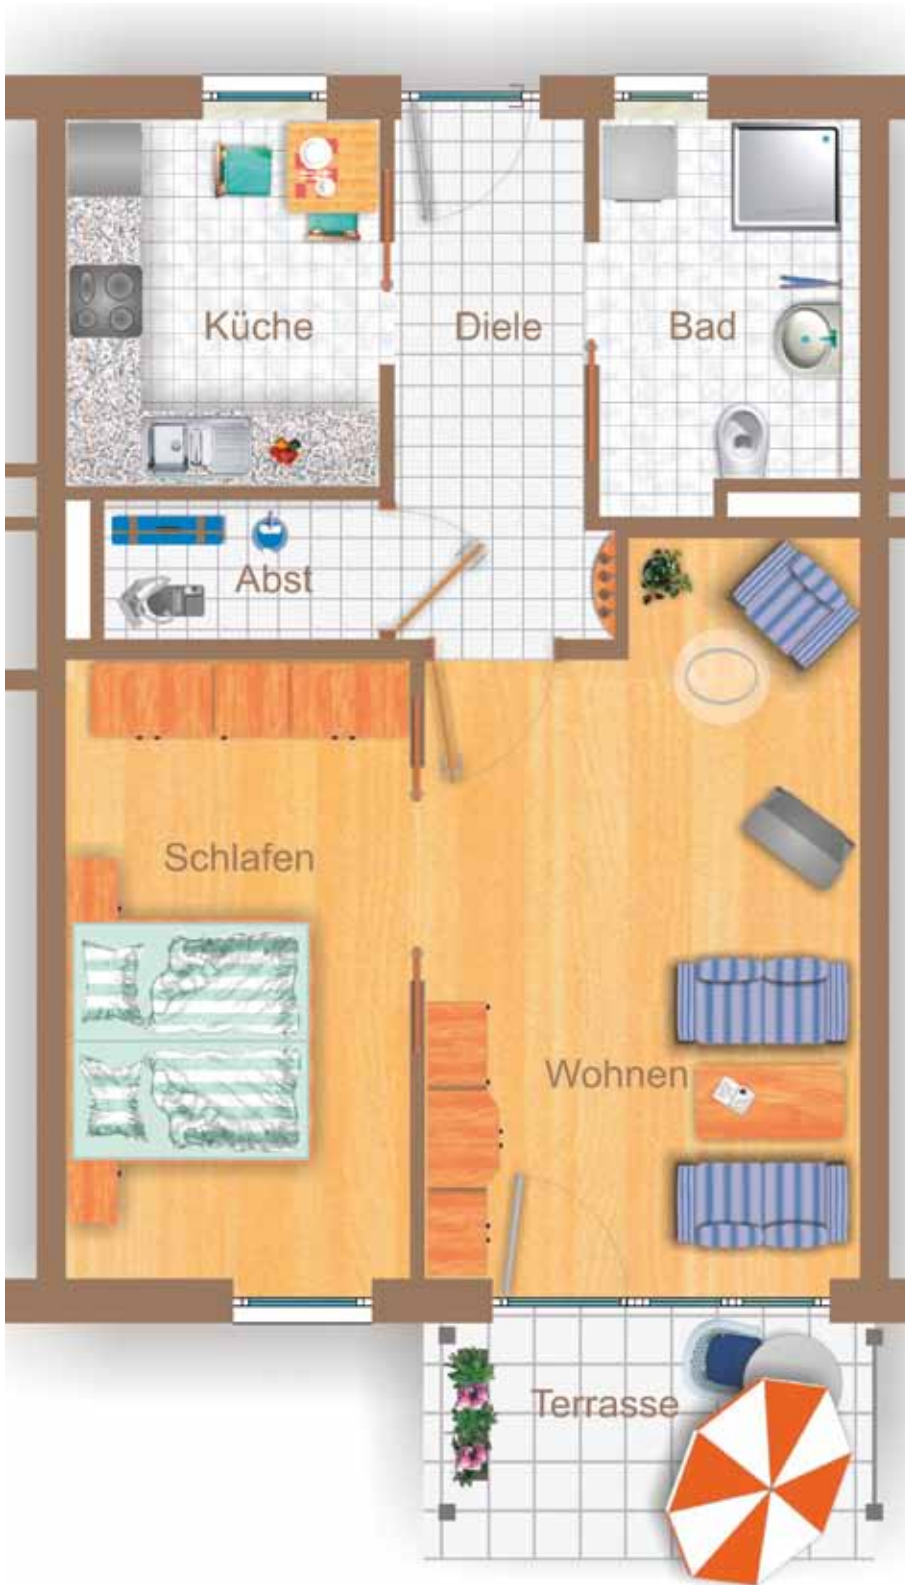 Küche
Diele
Bad
Abst
Schlafen
Wohnen
Terrasse